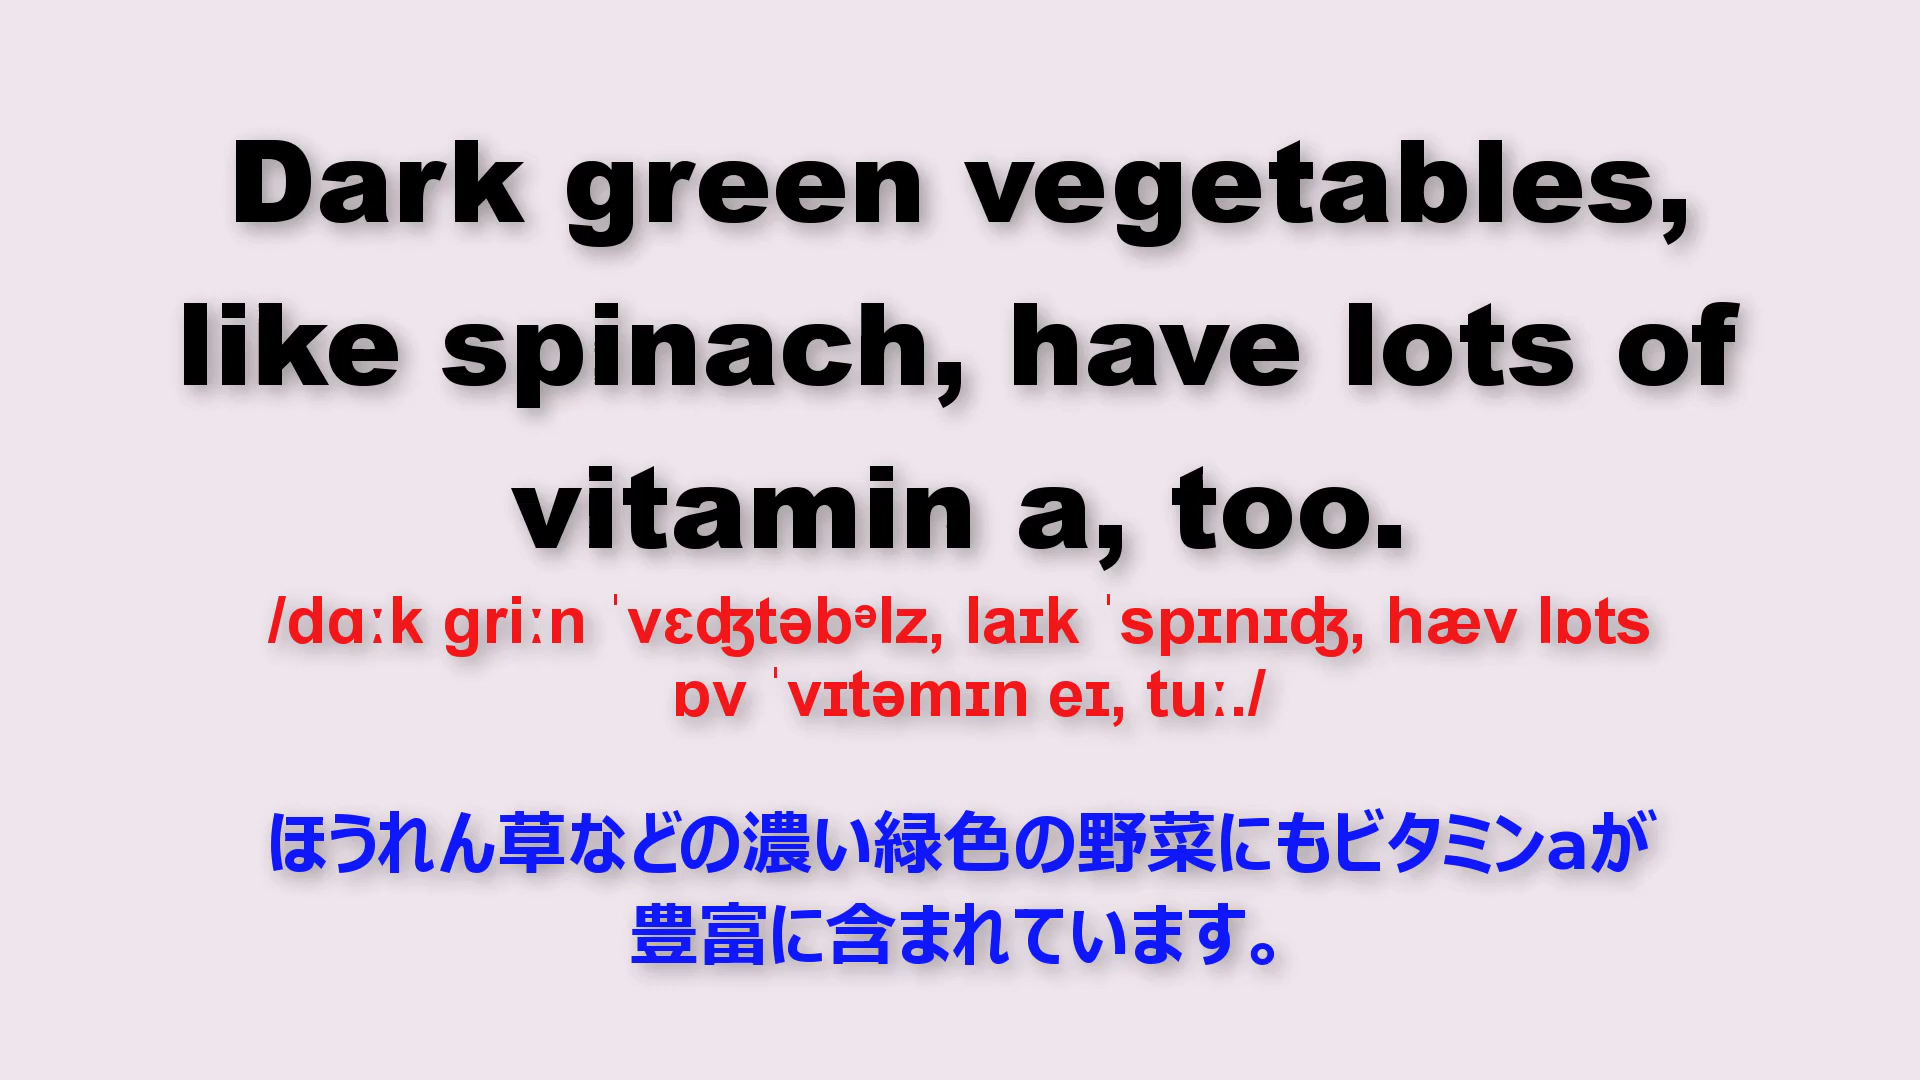 Dark green vegetables,
like spinach, have lots of
vitamin a, too.
/dɑːk griːn ˈvɛʤtəbᵊlz, laɪk ˈspɪnɪʤ, hæv lɒts
ɒv ˈvɪtəmɪn eɪ, tuː./
ほうれん草などの濃い緑色の野菜にもビタミンaが
豊富に含まれています。